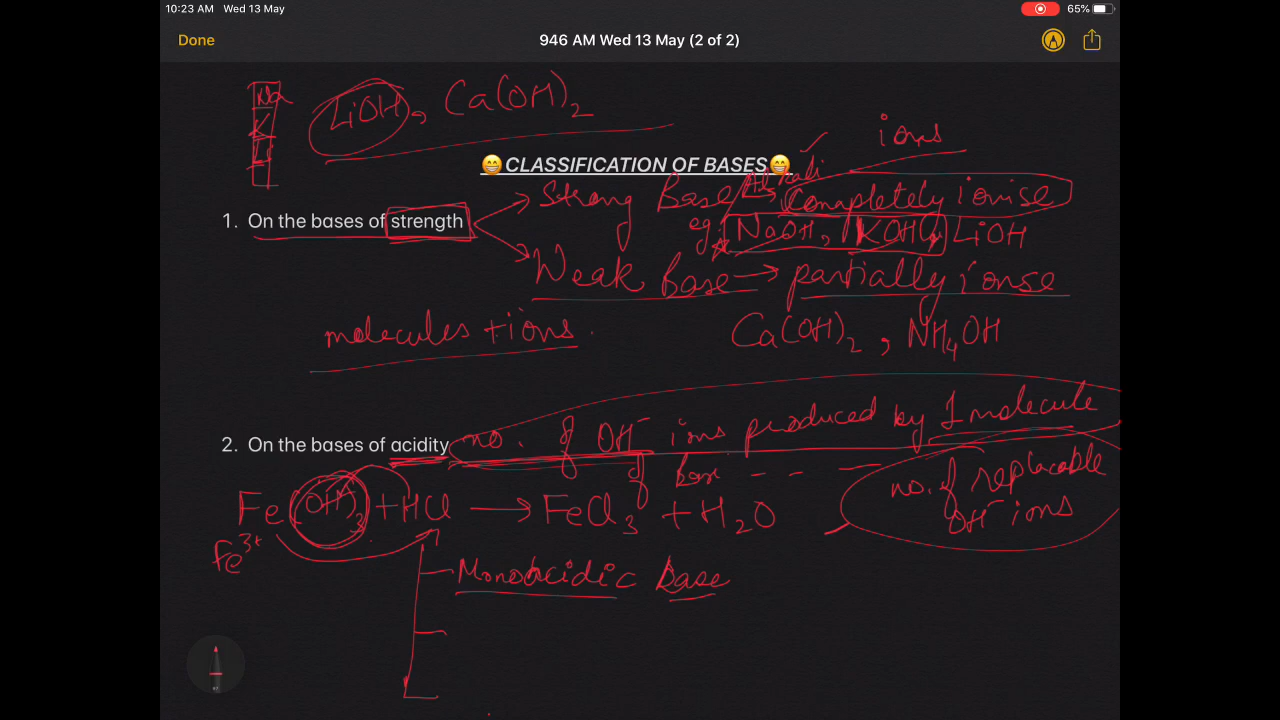 10:23 AM Wed 13 May 65%
Done 946 AM Wed 13 May (2 of 2)
Na
K
Li
LiOH, Ca(OH)₂
ions
😁CLASSIFICATION OF BASES😁
Strong Base/Alkali → Completely ionise
1. On the bases of strength
eg: NaOH, KOH, LiOH
Weak Base → partially ionse
molecules + ions.
Ca(OH)₂, NH₄OH
2. On the bases of acidity no. of OH⁻ ions produced by 1 molecule
of base - - -
no. of replacable
OH⁻ ions
Fe(OH)₃ + HCl → FeCl₃ + H₂O
Fe³⁺
Monoacidic base